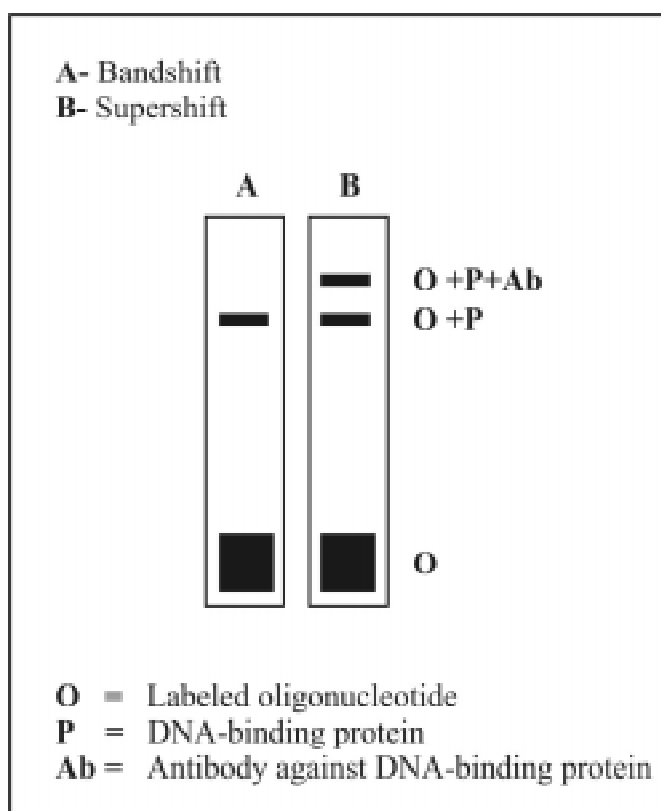 A- Bandshift
B- Supershift
A B
O +P+Ab
O +P
O
O = Labeled oligonucleotide
P = DNA-binding protein
Ab = Antibody against DNA-binding protein